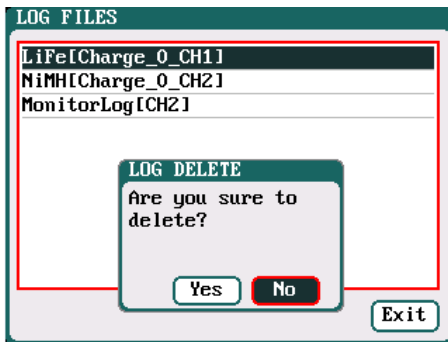 LOG FILES
LiFe[Charge_0_CH1]
NiMH[Charge_0_CH2]
MonitorLog[CH2]
LOG DELETE
Are you sure to
delete?
Yes No
Exit